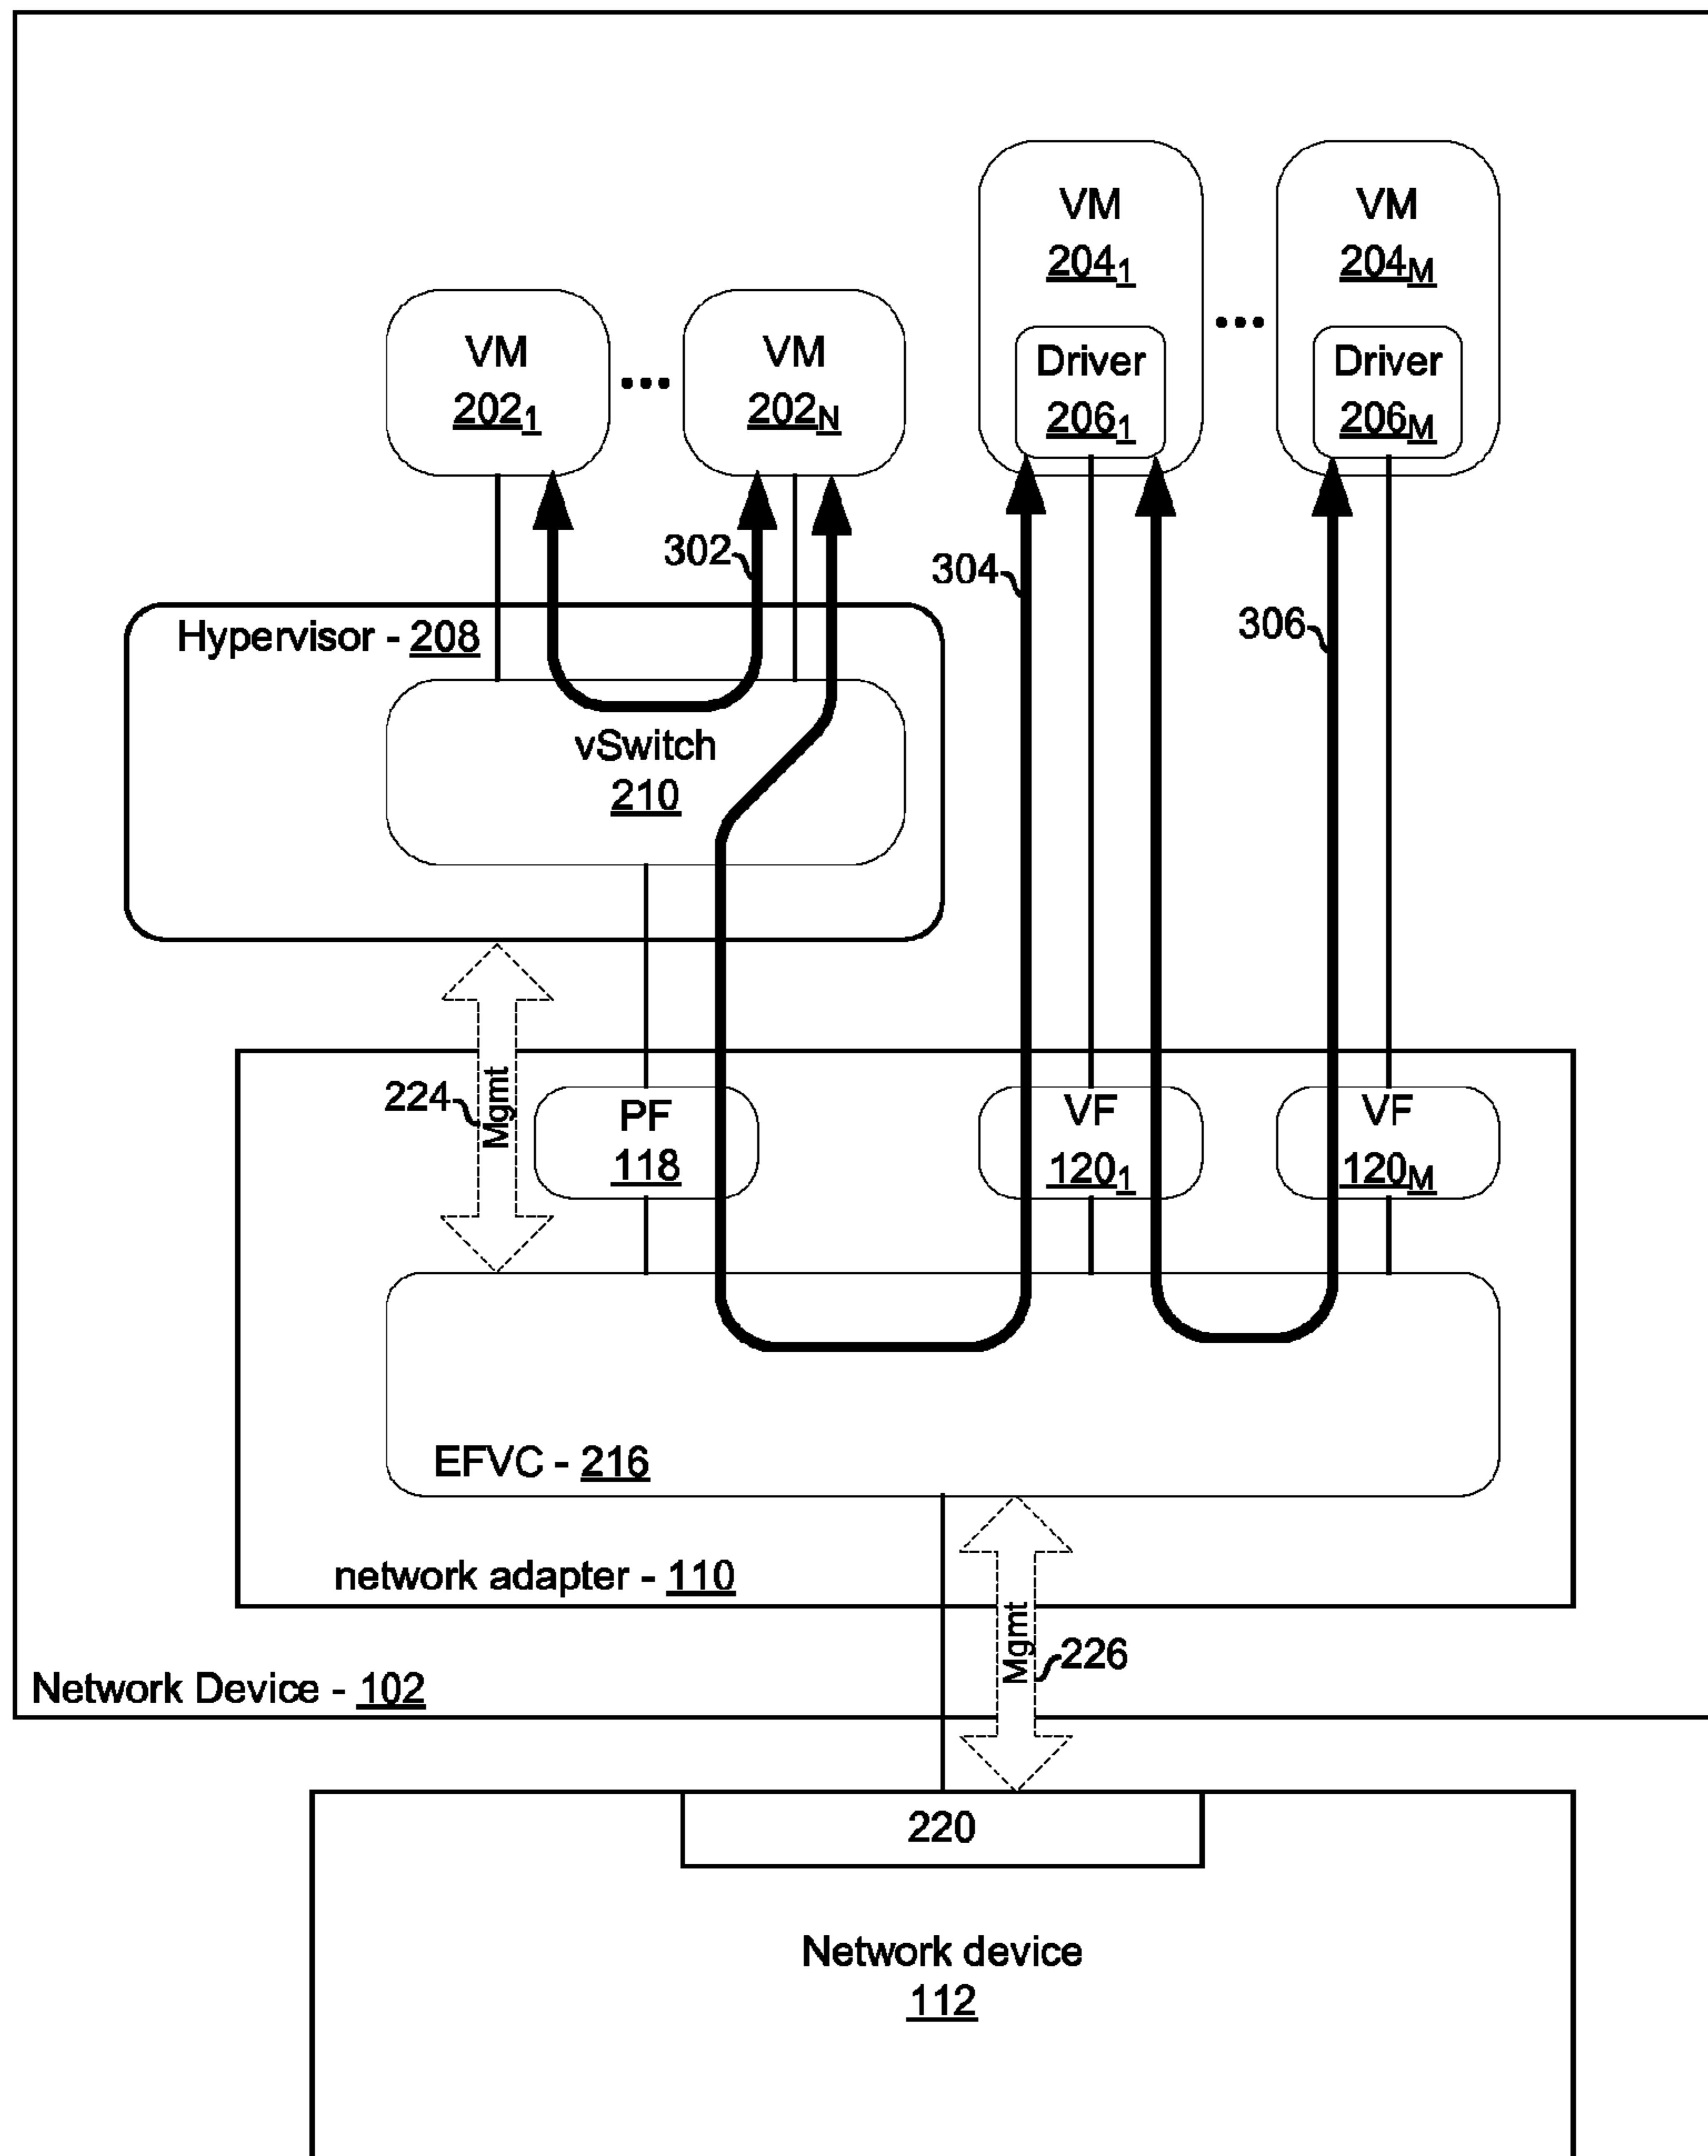 VM
204₁
VM
204M
VM
202₁
...
VM
202N
...
Driver
206₁
Driver
206M
302
304
306
Hypervisor - 208
vSwitch
210
224
Mgmt
PF
118
VF
120₁
VF
120M
EFVC - 216
network adapter - 110
Mgmt
226
Network Device - 102
220
Network device
112